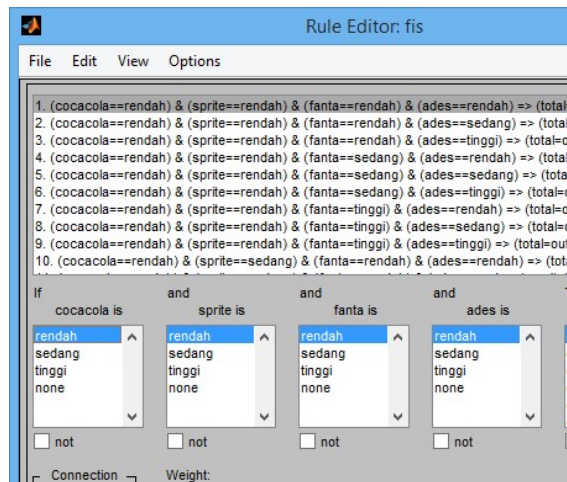 Rule Editor: fis
File Edit View Options
1. (cocacola==rendah) & (sprite==rendah) & (fanta==rendah) & (ades==rendah) => (total
2. (cocacola==rendah) & (sprite==rendah) & (fanta==rendah) & (ades==sedang) => (total
3. (cocacola==rendah) & (sprite==rendah) & (fanta==rendah) & (ades==tinggi) => (total=o
4. (cocacola==rendah) & (sprite==rendah) & (fanta==sedang) & (ades==rendah) => (total
5. (cocacola==rendah) & (sprite==rendah) & (fanta==sedang) & (ades==sedang) => (tota
6. (cocacola==rendah) & (sprite==rendah) & (fanta==sedang) & (ades==tinggi) => (total=
7. (cocacola==rendah) & (sprite==rendah) & (fanta==tinggi) & (ades==rendah) => (total=o
8. (cocacola==rendah) & (sprite==rendah) & (fanta==tinggi) & (ades==sedang) => (total=
9. (cocacola==rendah) & (sprite==rendah) & (fanta==tinggi) & (ades==tinggi) => (total=out
10. (cocacola==rendah) & (sprite==sedang) & (fanta==rendah) & (ades==rendah) => (tota
If and and and
cocacola is sprite is fanta is ades is
rendah rendah rendah rendah
sedang sedang sedang sedang
tinggi tinggi tinggi tinggi
none none none none
not not not not
Connection Weight: